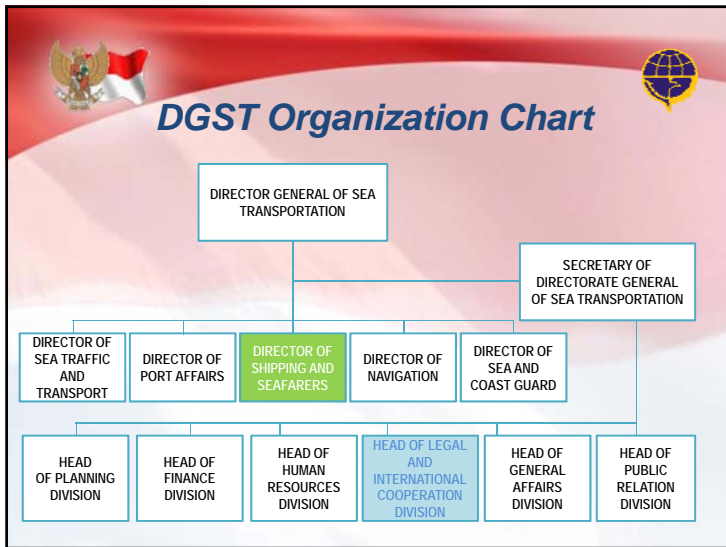 DGST Organization Chart
DIRECTOR GENERAL OF SEA
TRANSPORTATION
SECRETARY OF
DIRECTORATE GENERAL
OF SEA TRANSPORTATION
DIRECTOR OF
SEA TRAFFIC
AND
TRANSPORT
DIRECTOR OF
PORT AFFAIRS
DIRECTOR OF
SHIPPING AND
SEAFARERS
DIRECTOR OF
NAVIGATION
DIRECTOR OF
SEA AND
COAST GUARD
HEAD
OF PLANNING
DIVISION
HEAD OF
FINANCE
DIVISION
HEAD OF
HUMAN
RESOURCES
DIVISION
HEAD OF LEGAL
AND
INTERNATIONAL
COOPERATION
DIVISION
HEAD OF
GENERAL
AFFAIRS
DIVISION
HEAD OF
PUBLIC
RELATION
DIVISION